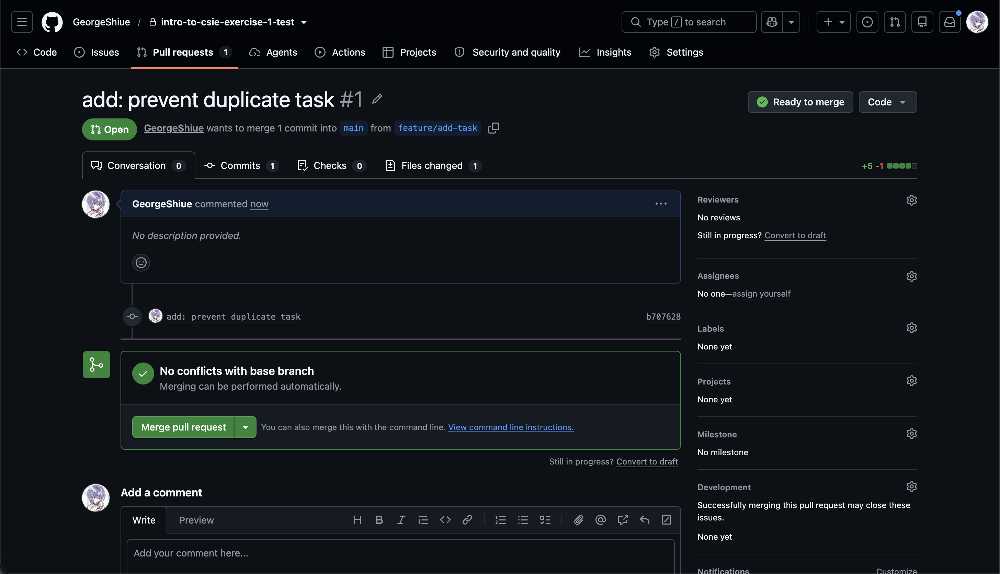 GeorgeShiue / intro-to-csie-exercise-1-test
Type / to search
Code
Issues
Pull requests 1
Agents
Actions
Projects
Security and quality
Insights
Settings
add: prevent duplicate task #1
Ready to merge
Code
Open
GeorgeShiue wants to merge 1 commit into main from feature/add-task
Conversation 0
Commits 1
Checks 0
Files changed 1
+5 -1
GeorgeShiue commented now
No description provided.
add: prevent duplicate task
b707628
No conflicts with base branch
Merging can be performed automatically.
Merge pull request
You can also merge this with the command line. View command line instructions.
Still in progress? Convert to draft
Add a comment
Write
Preview
Add your comment here...
Reviewers
No reviews
Still in progress? Convert to draft
Assignees
No one—assign yourself
Labels
None yet
Projects
None yet
Milestone
No milestone
Development
Successfully merging this pull request may close these
issues.
None yet
Notifications
Customize